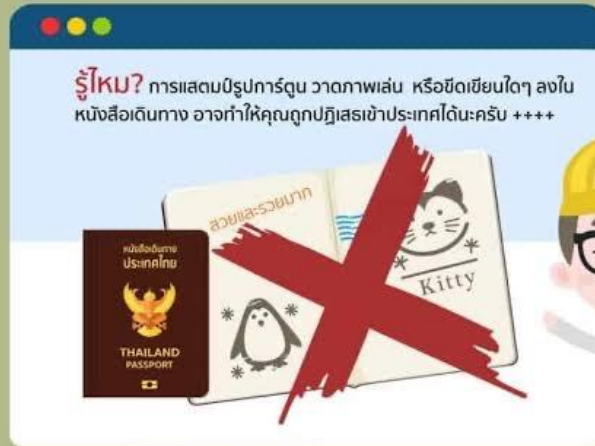 รู้ไหม? การแสตมป์รูปการ์ตูน วาดภาพเล่น หรือขีดเขียนใดๆ ลงใน
หนังสือเดินทาง อาจทำให้คุณถูกปฏิเสธเข้าประเทศได้นะครับ ++++
สวยและรวยมาก
Kitty
หนังสือเดินทาง
ประเทศไทย
THAILAND
PASSPORT